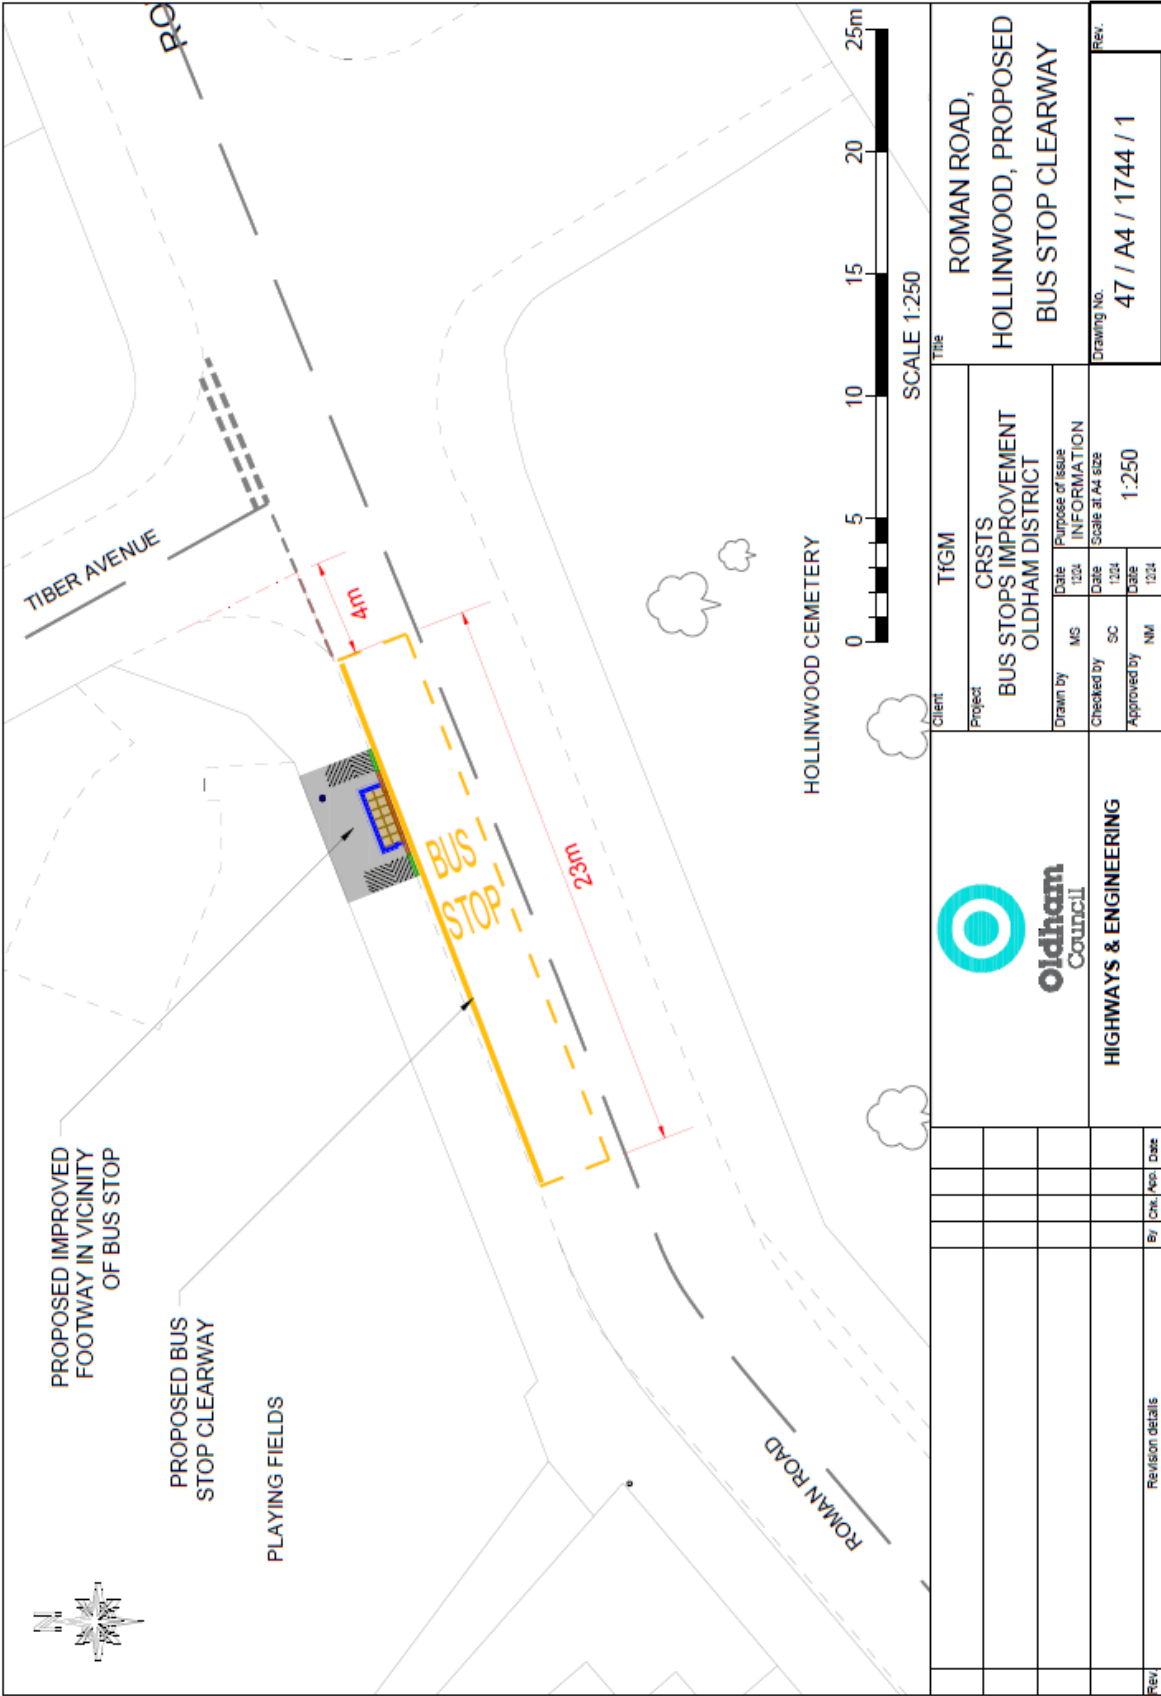 N
PROPOSED IMPROVED
FOOTWAY IN VICINITY
OF BUS STOP
PROPOSED BUS
STOP CLEARWAY
PLAYING FIELDS
TIBER AVENUE
4m
BUS
STOP
23m
ROMAN ROAD
RO
HOLLINWOOD CEMETERY
0
5
10
15
20
25m
SCALE 1:250
Rev.
Revision details
By
Chk.
App.
Date
Oldham
Council
HIGHWAYS & ENGINEERING
Client
TfGM
Project
CRSTS
BUS STOPS IMPROVEMENT
OLDHAM DISTRICT
Drawn by
MS
Date
12/24
Purpose of Issue
INFORMATION
Checked by
SC
Date
12/24
Scale at A4 size
1:250
Approved by
NM
Date
12/24
Title
ROMAN ROAD,
HOLLINWOOD, PROPOSED
BUS STOP CLEARWAY
Drawing No.
47 / A4 / 1744 / 1
Rev.